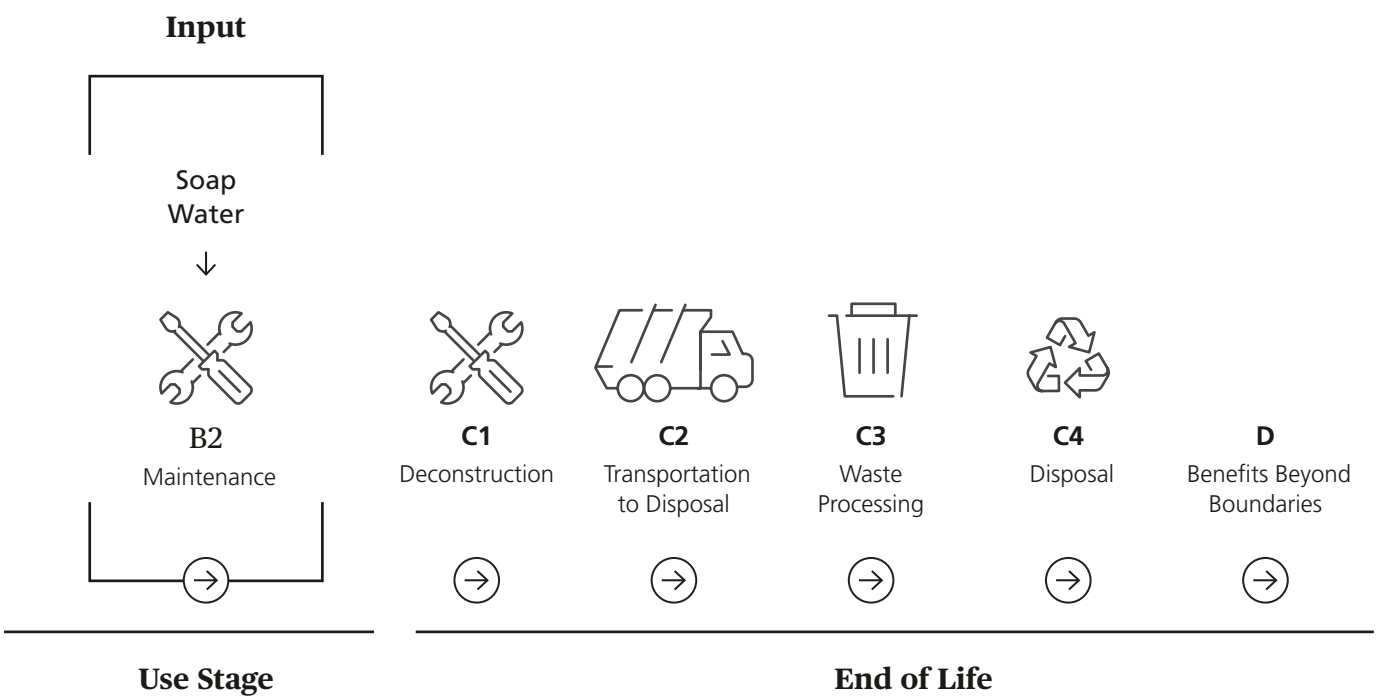 Input
Soap
Water
B2
Maintenance
C1
Deconstruction
C2
Transportation
to Disposal
C3
Waste
Processing
C4
Disposal
D
Benefits Beyond
Boundaries
Use Stage
End of Life